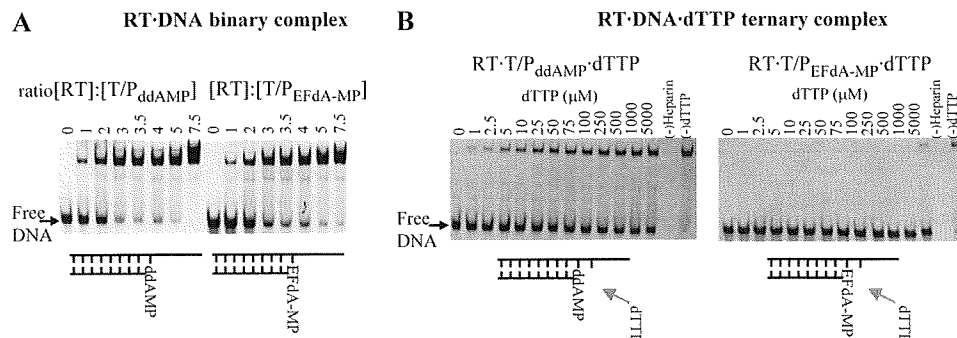 A RT·DNA binary complex
ratio[RT]:[T/PddAMP] [RT]:[T/PEFdA-MP]
0 1 2 3 3.5 4 5 7.5 0 1 2 3 3.5 4 5 7.5
Free
DNA
ddAMP
EFdA-MP
B RT·DNA·dTTP ternary complex
RT·T/PddAMP·dTTP RT·T/PEFdA-MP·dTTP
dTTP (µM) dTTP (µM)
0 1 2.5 5 10 25 50 75 100 250 500 1000 5000 (-)Heparin (-)dTTP
0 1 2.5 5 10 25 50 75 100 250 500 1000 5000 (-)Heparin (-)dTTP
Free
DNA
ddAMP
dTTI
EFdA-MP
dTTI